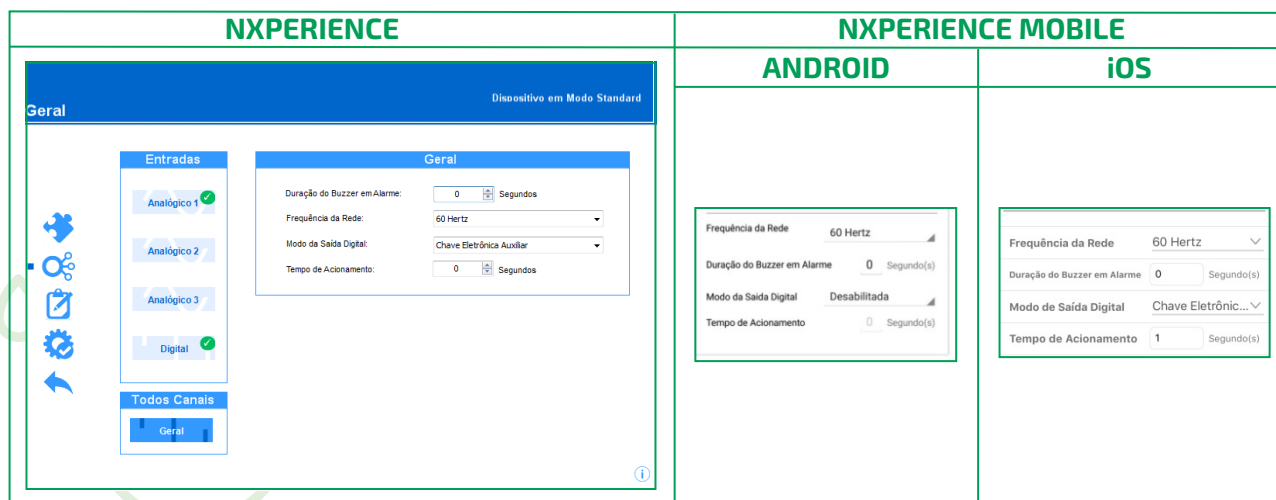 NXPERIENCE
NXPERIENCE MOBILE
ANDROID
iOS
Geral
Dispositivo em Modo Standard
Entradas
Analógico 1
Analógico 2
Analógico 3
Digital
Todos Canais
Geral
Geral
Duração do Buzzer em Alarme: 0 Segundos
Frequência da Rede: 60 Hertz
Modo da Saída Digital: Chave Eletrônica Auxiliar
Tempo de Acionamento: 0 Segundos
Frequência da Rede 60 Hertz
Duração do Buzzer em Alarme 0 Segundo(s)
Modo da Saida Digital Desabilitada
Tempo de Acionamento 0 Segundo(s)
Frequência da Rede 60 Hertz
Duração do Buzzer em Alarme 0 Segundo(s)
Modo de Saída Digital Chave Eletrônic...
Tempo de Acionamento 1 Segundo(s)